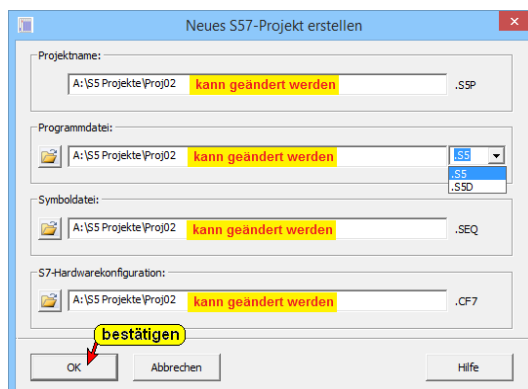 Neues S57-Projekt erstellen
Projektname:
A:\S5 Projekte\Proj02 kann geändert werden .S5P
Programmdatei:
A:\S5 Projekte\Proj02 kann geändert werden .S5
.S5
.S5D
Symboldatei:
A:\S5 Projekte\Proj02 kann geändert werden .SEQ
S7-Hardwarekonfiguration:
A:\S5 Projekte\Proj02 kann geändert werden .CF7
bestätigen
OK Abbrechen Hilfe